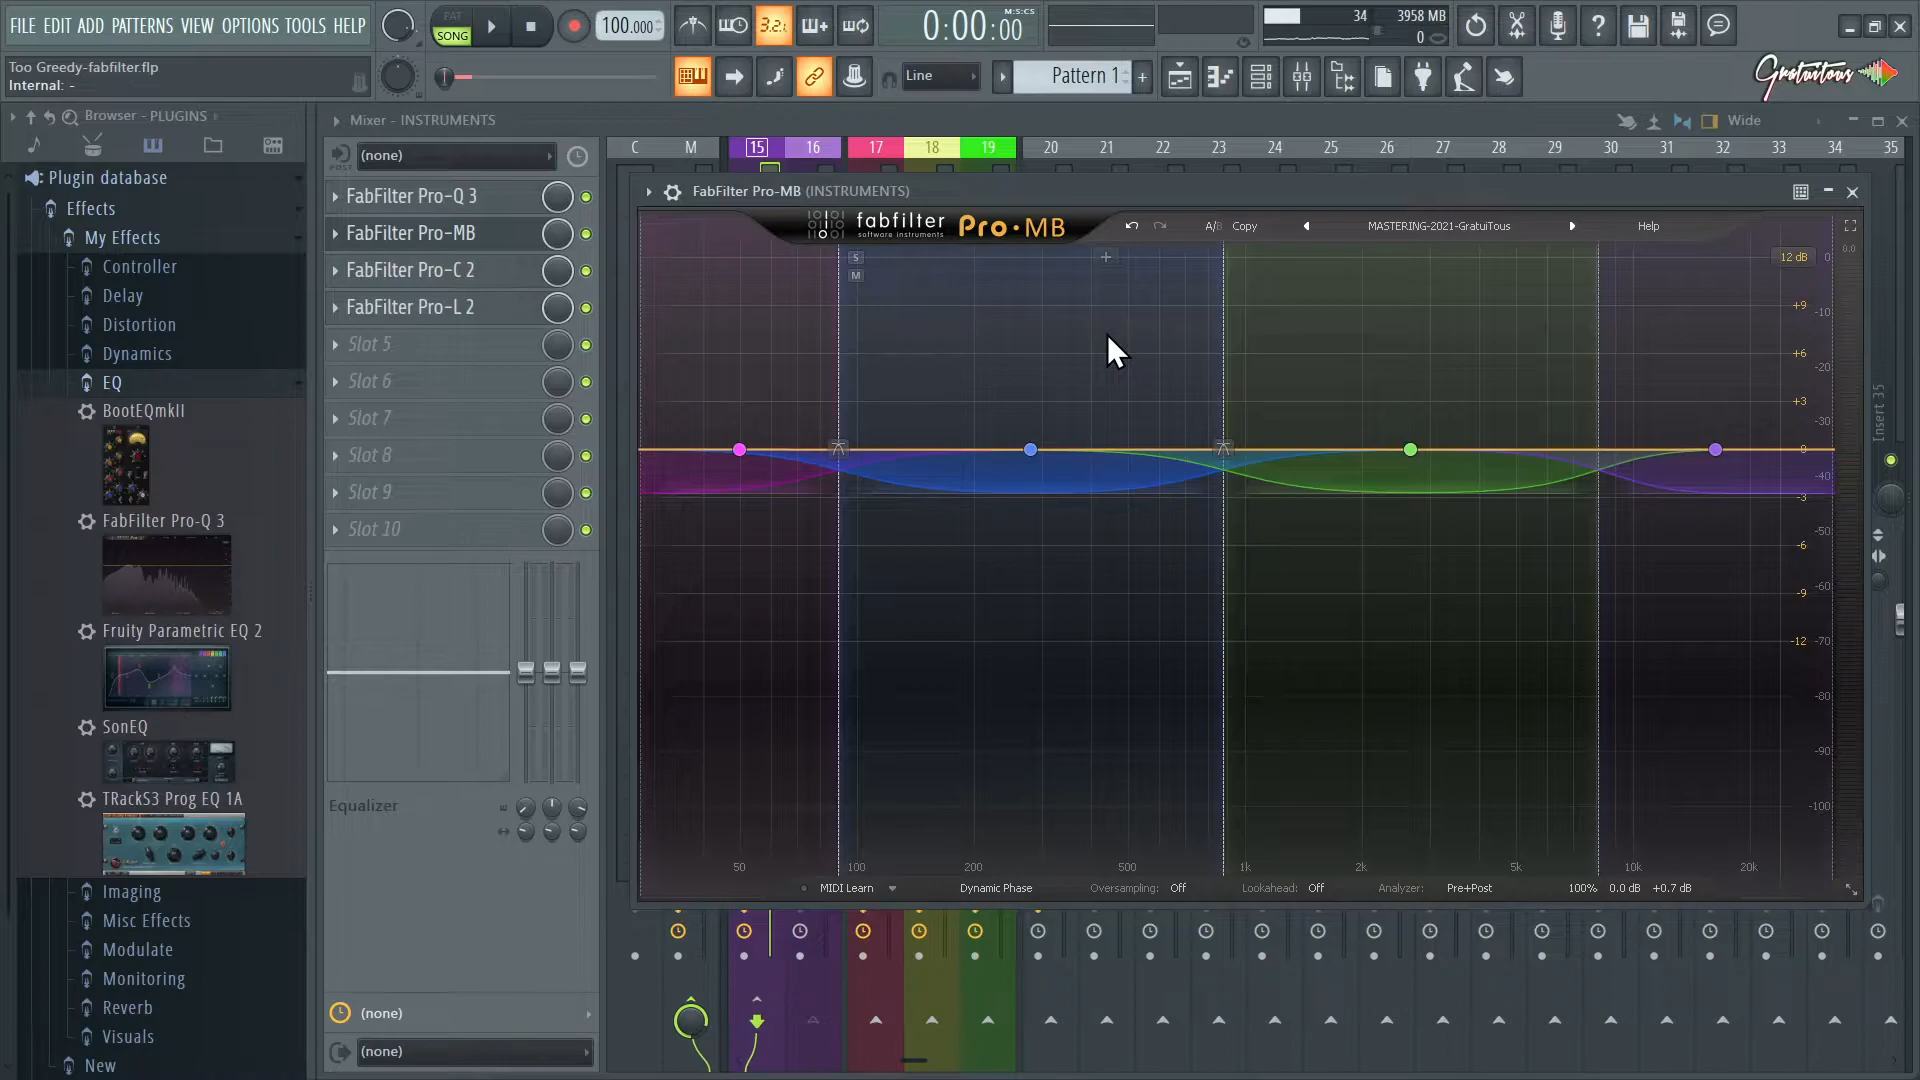 FILE EDIT ADD PATTERNS VIEW OPTIONS TOOLS HELP
FAT
SONG
100.000
3.2.
0:00:00
M:S:CS
34
3958 MB
0
Too Greedy-fabfilter.flp
Internal: -
Line
Pattern 1
Gratuitous
Browser - PLUGINS
Mixer - INSTRUMENTS
Wide
Plugin database
Effects
My Effects
Controller
Delay
Distortion
Dynamics
EQ
BootEQmkII
FabFilter Pro-Q 3
Fruity Parametric EQ 2
SonEQ
TRackS3 Prog EQ 1A
Imaging
Misc Effects
Modulate
Monitoring
Reverb
Visuals
New
POST
(none)
FabFilter Pro-Q 3
FabFilter Pro-MB
FabFilter Pro-C 2
FabFilter Pro-L 2
Slot 5
Slot 6
Slot 7
Slot 8
Slot 9
Slot 10
Equalizer
(none)
(none)
C M 15 16 17 18 19 20 21 22 23 24 25 26 27 28 29 30 31 32 33 34 35
FabFilter Pro-MB (INSTRUMENTS)
fabfilter
software instruments
Pro·MB
A/B Copy
MASTERING-2021-GratuiTous
Help
S
M
12 dB
0.0
0
+9
-10
+6
-20
+3
-30
0
-40
-3
-50
-6
-60
-9
-12
-70
-80
-90
-100
50 100 200 500 1k 2k 5k 10k 20k
MIDI Learn
Dynamic Phase
Oversampling: Off
Lookahead: Off
Analyzer: Pre+Post
100% 0.0 dB +0.7 dB
Insert 35